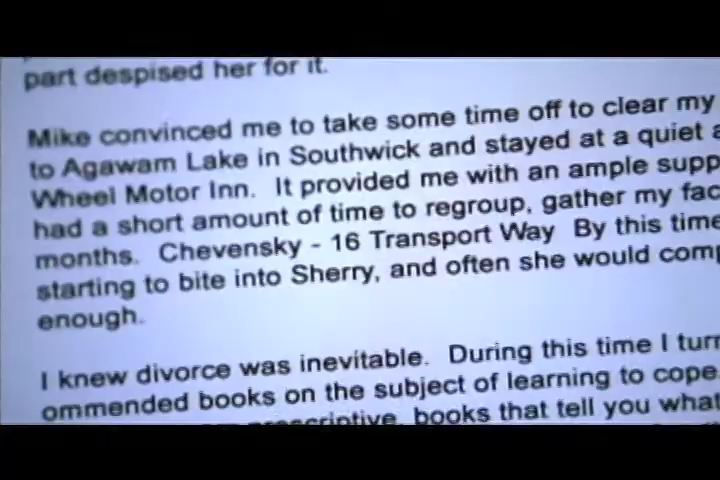 part despised her for it.
Mike convinced me to take some time off to clear my
to Agawam Lake in Southwick and stayed at a quiet a
Wheel Motor Inn. It provided me with an ample supp
had a short amount of time to regroup, gather my fac
months. Chevensky - 16 Transport Way By this time
starting to bite into Sherry, and often she would comp
enough.
I knew divorce was inevitable. During this time I turn
ommended books on the subject of learning to cope
prescriptive, books that tell you what